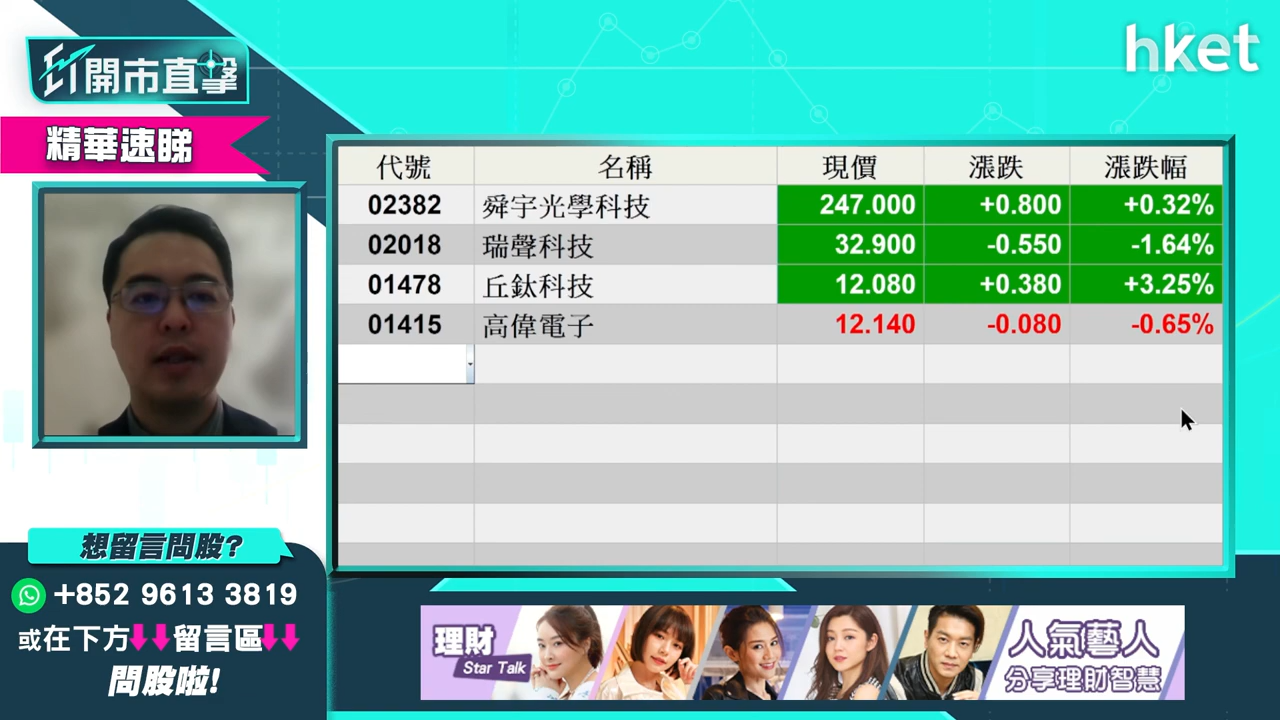 ET開市直擊
hket
精華速睇
代號 名稱 現價 漲跌 漲跌幅
02382 舜宇光學科技 247.000 +0.800 +0.32%
02018 瑞聲科技 32.900 -0.550 -1.64%
01478 丘鈦科技 12.080 +0.380 +3.25%
01415 高偉電子 12.140 -0.080 -0.65%
想留言問股?
+852 9613 3819
或在下方留言區
問股啦!
理財
Star Talk
人氣藝人
分享理財智慧